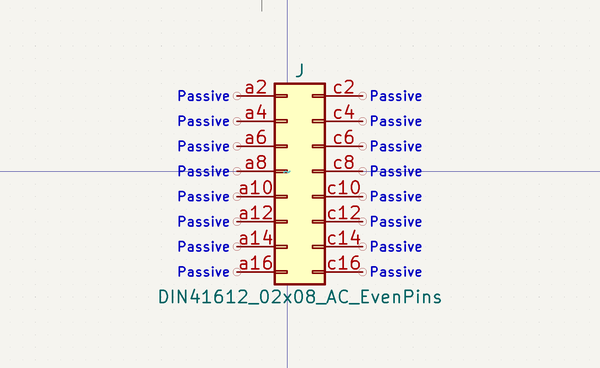 J
Passive a2 c2 Passive
Passive a4 c4 Passive
Passive a6 c6 Passive
Passive a8 c8 Passive
Passive a10 c10 Passive
Passive a12 c12 Passive
Passive a14 c14 Passive
Passive a16 c16 Passive
DIN41612_02x08_AC_EvenPins